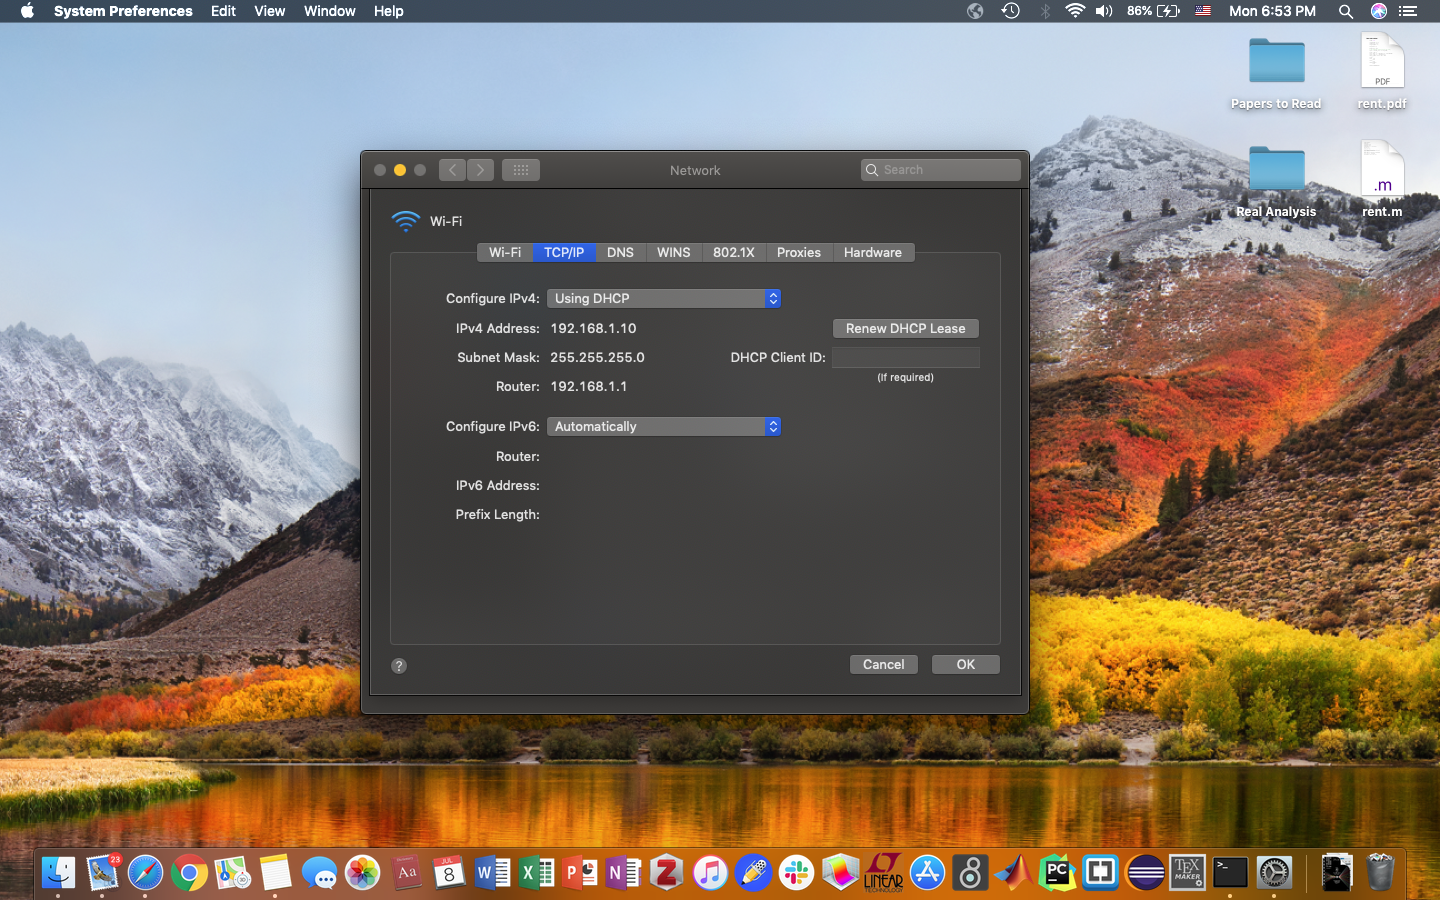 System Preferences Edit View Window Help 86% Mon 6:53 PM
Papers to Read
PDF
rent.pdf
Real Analysis
.m
rent.m
Network
Search
Wi-Fi
Wi-Fi TCP/IP DNS WINS 802.1X Proxies Hardware
Configure IPv4: Using DHCP
IPv4 Address: 192.168.1.10 Renew DHCP Lease
Subnet Mask: 255.255.255.0 DHCP Client ID:
(If required)
Router: 192.168.1.1
Configure IPv6: Automatically
Router:
IPv6 Address:
Prefix Length:
? Cancel OK
23
JUL
8
Aa
W
X
P
N
Z
LINEAR
TECHNOLOGY
8
PC
TEX
MAKER
>_